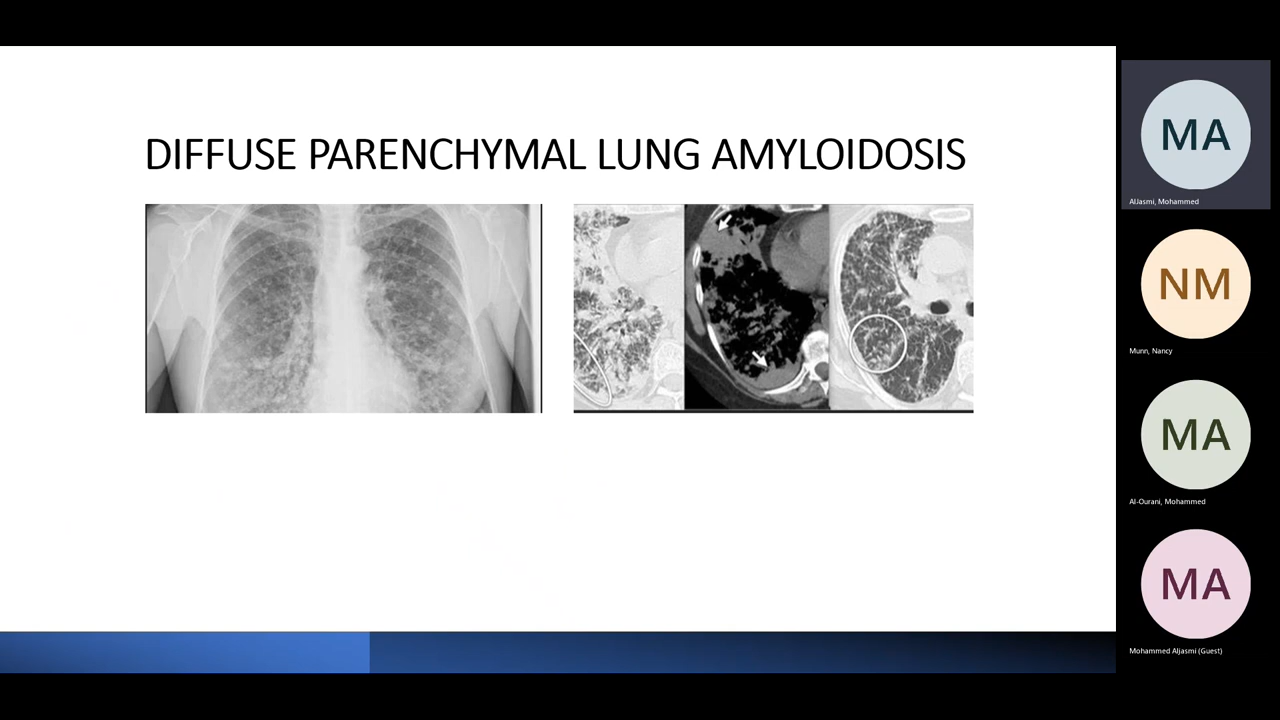 DIFFUSE PARENCHYMAL LUNG AMYLOIDOSIS
MA
AlJasmi, Mohammed
NM
Munn, Nancy
MA
Al-Ourani, Mohammed
MA
Mohammed Aljasmi (Guest)